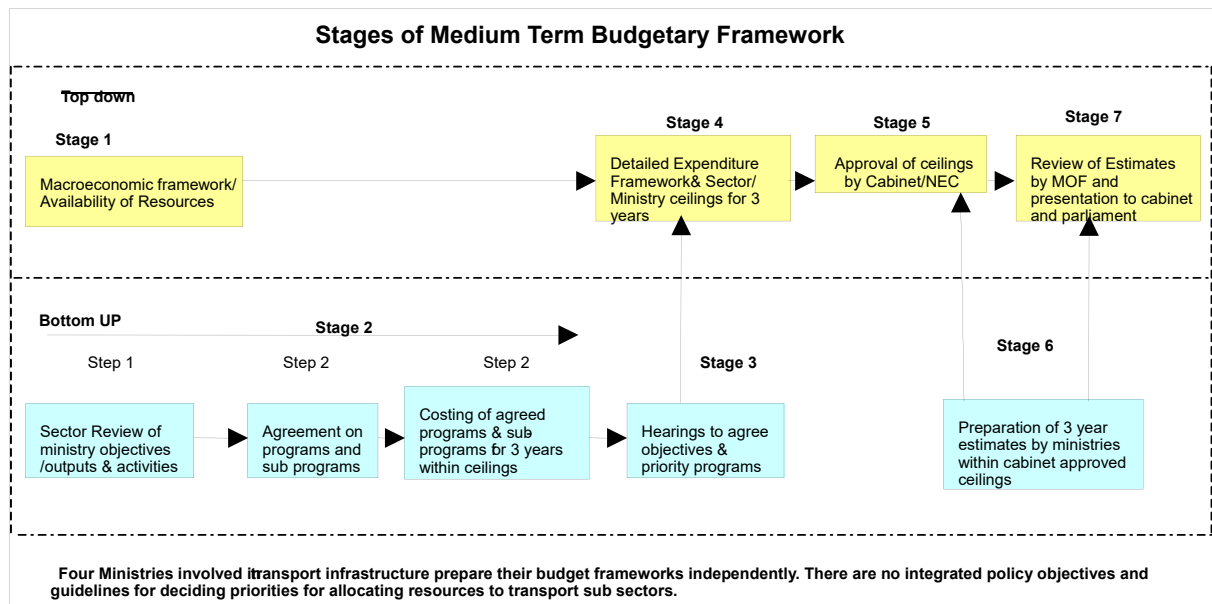 Stages of Medium Term Budgetary Framework
Top down
Stage 1
Stage 4
Stage 5
Stage 7
Macroeconomic framework/
Availability of Resources
Detailed Expenditure
Framework& Sector/
Ministry ceilings for 3
years
Approval of ceilings
by Cabinet/NEC
Review of Estimates
by MOF and
presentation to cabinet
and parliament
Bottom UP
Stage 2
Step 1
Step 2
Step 2
Stage 3
Stage 6
Sector Review of
ministry objectives
/outputs & activities
Agreement on
programs and
sub programs
Costing of agreed
programs & sub-
programs for 3 years
within ceilings
Hearings to agree
objectives &
priority programs
Preparation of 3 year
estimates by ministries
within cabinet approved
ceilings
Four Ministries involved in transport infrastructure prepare their budget frameworks independently. There are no integrated policy objectives and
guidelines for deciding priorities for allocating resources to transport sub sectors.